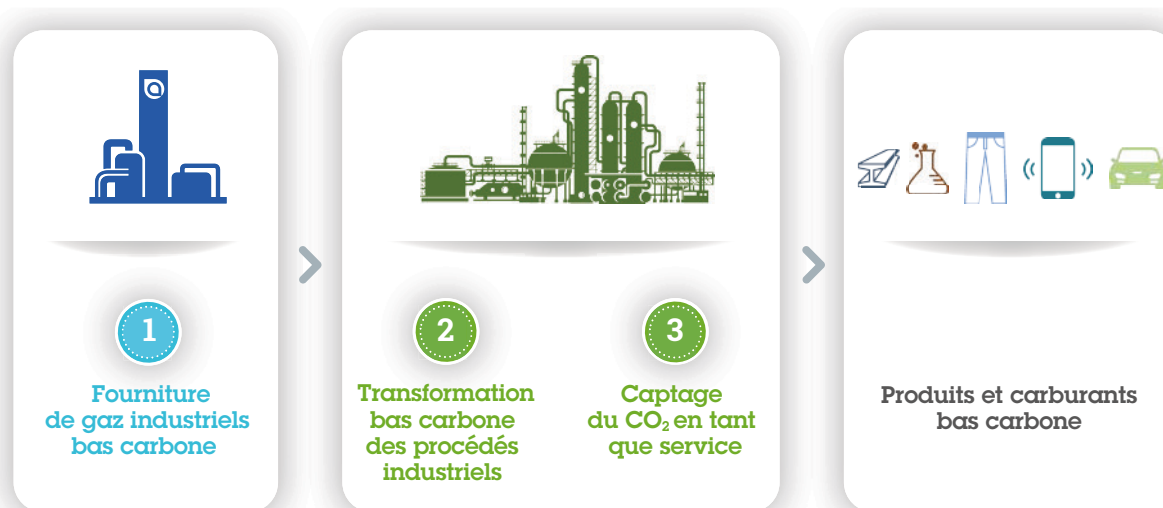 1
Fourniture
de gaz industriels
bas carbone
2
Transformation
bas carbone
des procédés
industriels
3
Captage
du CO₂ en tant
que service
Produits et carburants
bas carbone